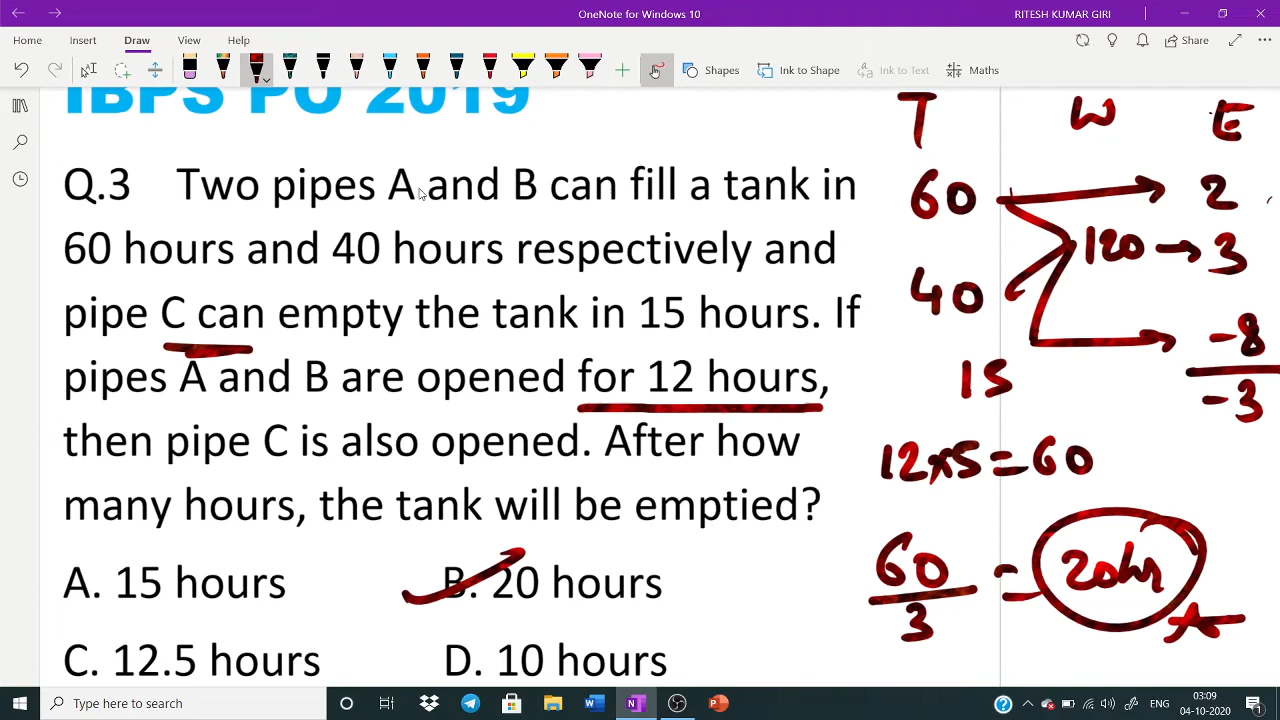 OneNote for Windows 10
RITESH KUMAR GIRI
Home Insert Draw View Help
Share
Shapes Ink to Shape Ink to Text Maths
IBPS PO 2019
Q.3 Two pipes A and B can fill a tank in
60 hours and 40 hours respectively and
pipe C can empty the tank in 15 hours. If
pipes A and B are opened for 12 hours,
then pipe C is also opened. After how
many hours, the tank will be emptied?
A. 15 hours B. 20 hours
C. 12.5 hours D. 10 hours
T W E
60 2
120 → 3
40
-8
15
-3
12×5=60
60/3 = 20hr
Type here to search
ENG
03:09
04-10-2020